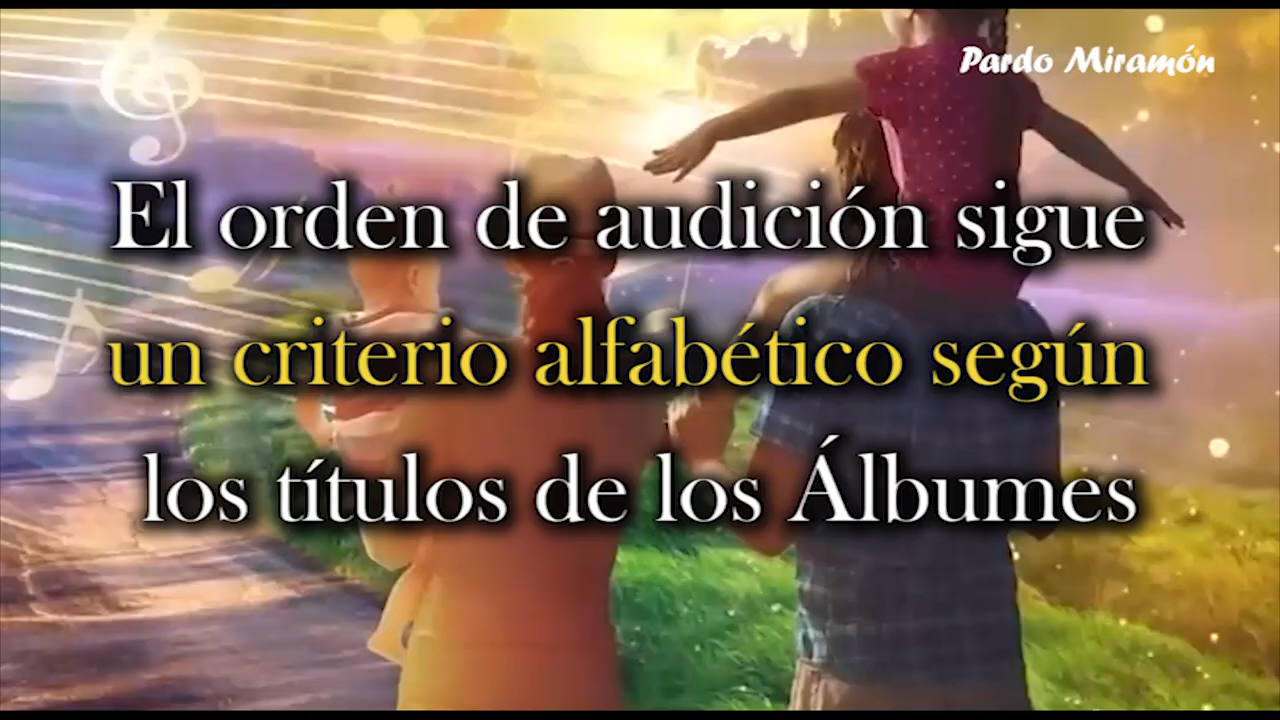 Pardo Miramón
El orden de audición sigue
un criterio alfabético según
los títulos de los Álbumes